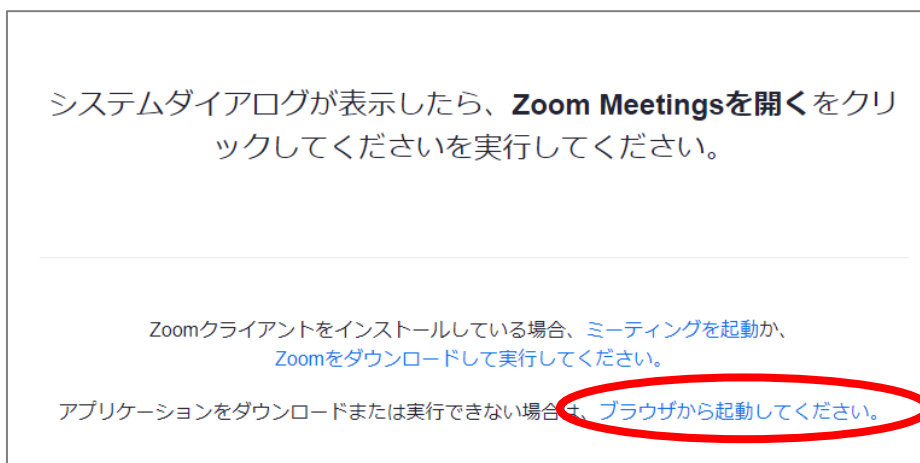 システムダイアログが表示したら、Zoom Meetingsを開くをクリ
ックしてくださいを実行してください。
Zoomクライアントをインストールしている場合、ミーティングを起動か、
Zoomをダウンロードして実行してください。
アプリケーションをダウンロードまたは実行できない場合は、ブラウザから起動してください。